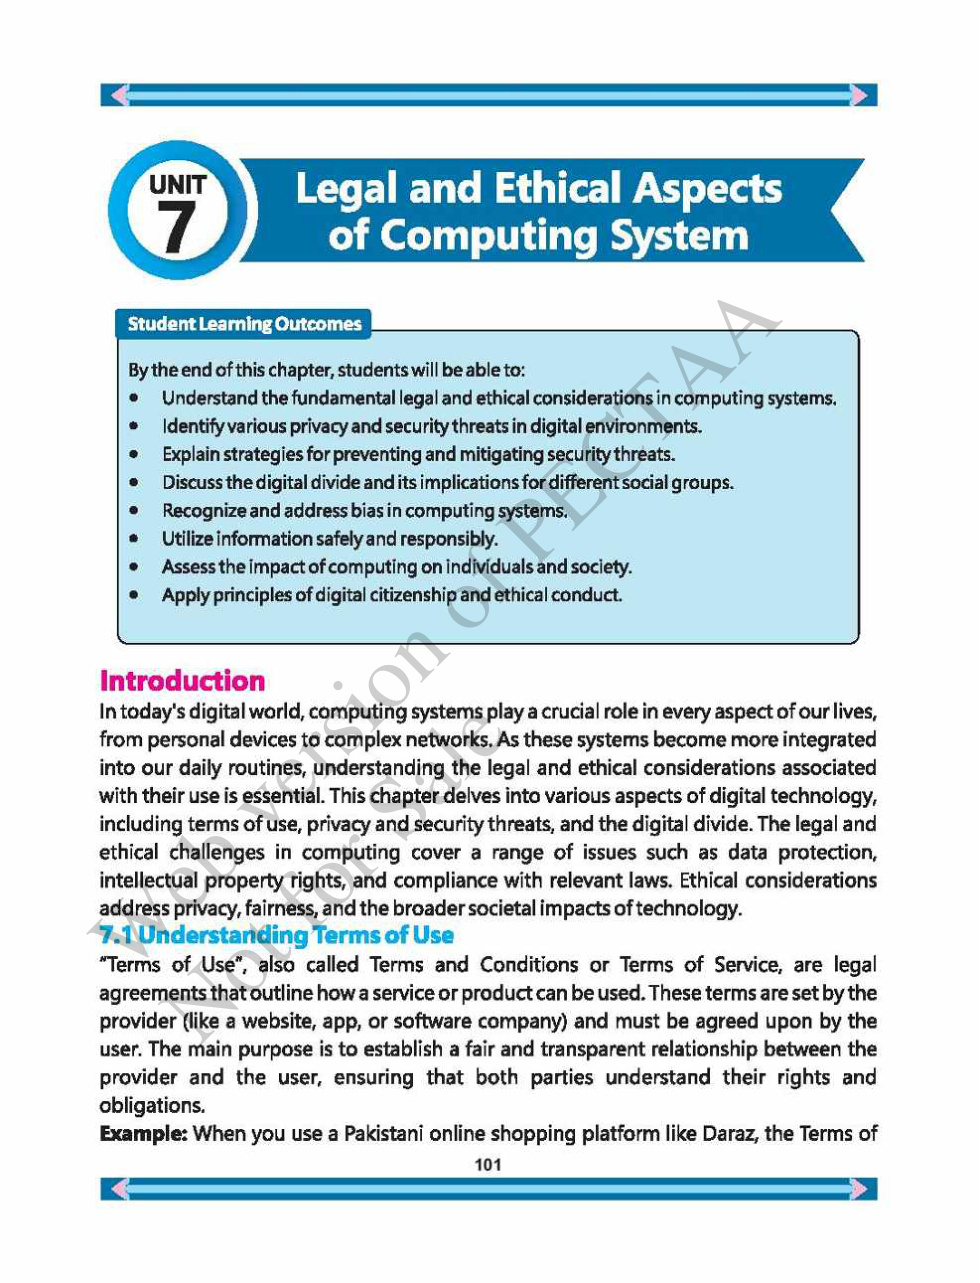 UNIT
7
Legal and Ethical Aspects
of Computing System
Student Learning Outcomes
By the end of this chapter, students will be able to:
• Understand the fundamental legal and ethical considerations in computing systems.
• Identify various privacy and security threats in digital environments.
• Explain strategies for preventing and mitigating security threats.
• Discuss the digital divide and its implications for different social groups.
• Recognize and address bias in computing systems.
• Utilize information safely and responsibly.
• Assess the impact of computing on individuals and society.
• Apply principles of digital citizenship and ethical conduct.
Introduction
In today's digital world, computing systems play a crucial role in every aspect of our lives,
from personal devices to complex networks. As these systems become more integrated
into our daily routines, understanding the legal and ethical considerations associated
with their use is essential. This chapter delves into various aspects of digital technology,
including terms of use, privacy and security threats, and the digital divide. The legal and
ethical challenges in computing cover a range of issues such as data protection,
intellectual property rights, and compliance with relevant laws. Ethical considerations
address privacy, fairness, and the broader societal impacts of technology.
7.1 Understanding Terms of Use
"Terms of Use", also called Terms and Conditions or Terms of Service, are legal
agreements that outline how a service or product can be used. These terms are set by the
provider (like a website, app, or software company) and must be agreed upon by the
user. The main purpose is to establish a fair and transparent relationship between the
provider and the user, ensuring that both parties understand their rights and
obligations.
Example: When you use a Pakistani online shopping platform like Daraz, the Terms of
101
Web version of PECTAA
Not for Sale